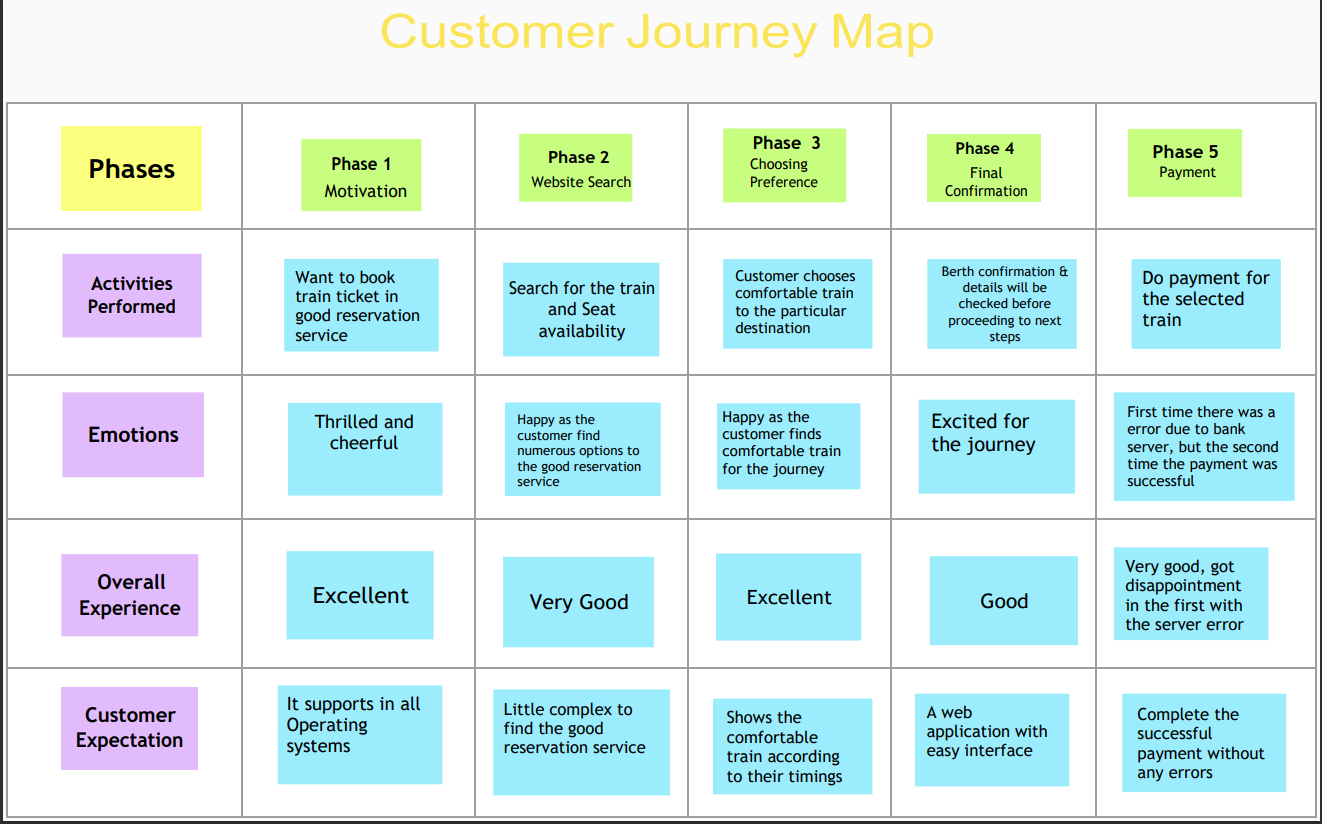 Customer Journey Map
Phases
Phase 1
Motivation
Phase 2
Website Search
Phase 3
Choosing
Preference
Phase 4
Final
Confirmation
Phase 5
Payment
Activities
Performed
Want to book
train ticket in
good reservation
service
Search for the train
and Seat
availability
Customer chooses
comfortable train
to the particular
destination
Berth confirmation &
details will be
checked before
proceeding to next
steps
Do payment for
the selected
train
Emotions
Thrilled and
cheerful
Happy as the
customer find
numerous options to
the good reservation
service
Happy as the
customer finds
comfortable train
for the journey
Excited for
the journey
First time there was a
error due to bank
server, but the second
time the payment was
successful
Overall
Experience
Excellent
Very Good
Excellent
Good
Very good, got
disappointment
in the first with
the server error
Customer
Expectation
It supports in all
Operating
systems
Little complex to
find the good
reservation service
Shows the
comfortable
train according
to their timings
A web
application with
easy interface
Complete the
successful
payment without
any errors